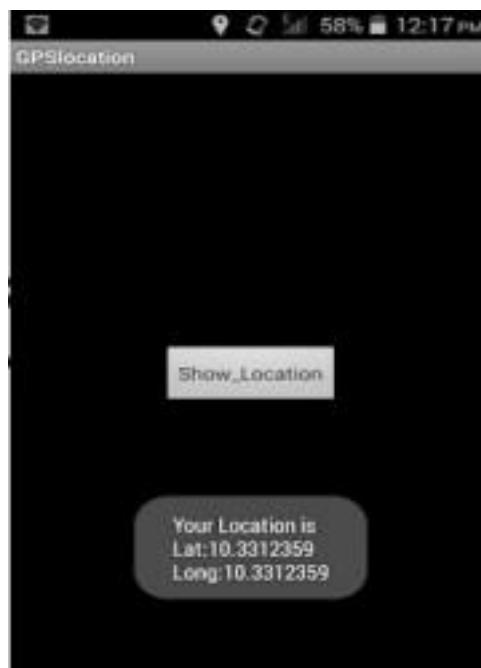 58% 12:17 PM
GPSlocation
Show_Location
Your Location is
Lat:10.3312359
Long:10.3312359